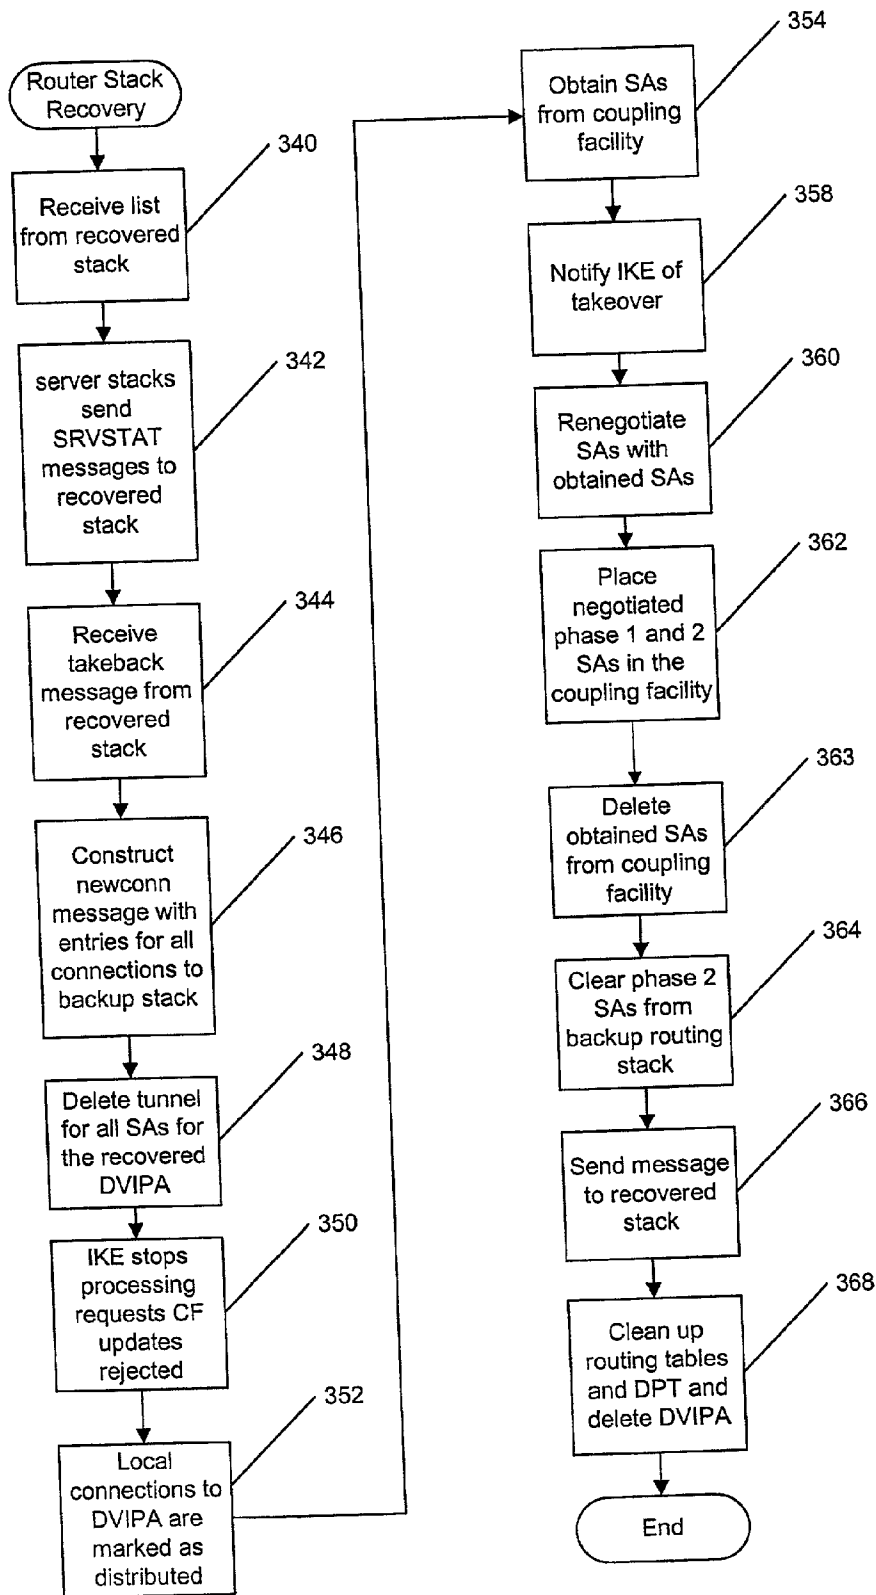 Router Stack
Recovery
340
Receive list
from recovered
stack
342
server stacks
send
SRVSTAT
messages to
recovered
stack
344
Receive
takeback
message from
recovered
stack
346
Construct
newconn
message with
entries for all
connections to
backup stack
348
Delete tunnel
for all SAs for
the recovered
DVIPA
350
IKE stops
processing
requests CF
updates
rejected
352
Local
connections to
DVIPA are
marked as
distributed
354
Obtain SAs
from coupling
facility
358
Notify IKE of
takeover
360
Renegotiate
SAs with
obtained SAs
362
Place
negotiated
phase 1 and 2
SAs in the
coupling facility
363
Delete
obtained SAs
from coupling
facility
364
Clear phase 2
SAs from
backup routing
stack
366
Send message
to recovered
stack
368
Clean up
routing tables
and DPT and
delete DVIPA
End